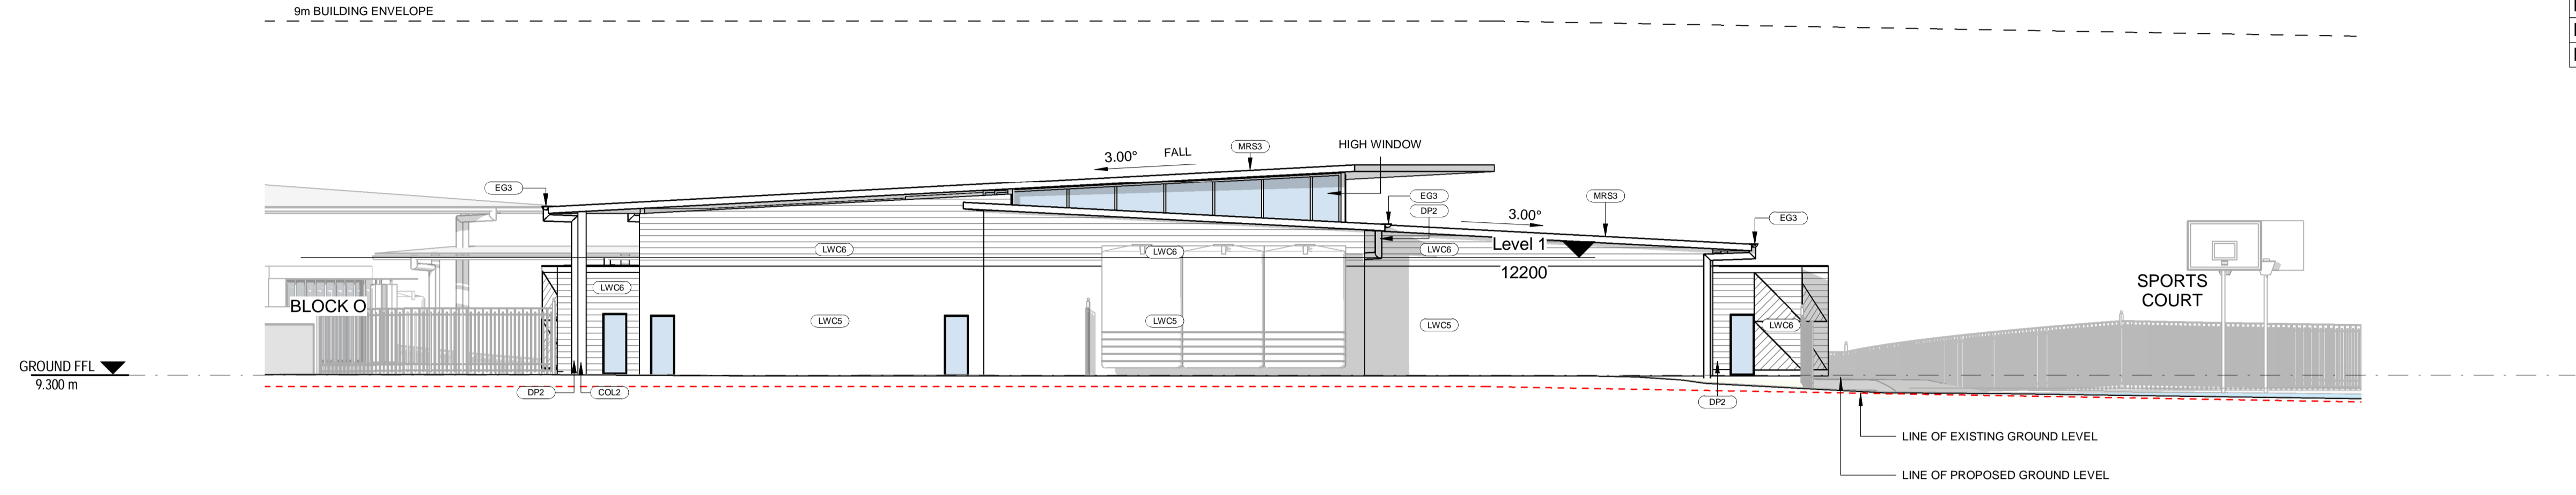 9m BUILDING ENVELOPE
3.00° FALL
MRS3
HIGH WINDOW
EG3
EG3
DP2
3.00°
MRS3
EG3
LWC6
LWC6
LWC6
Level 1
12200
LWC6
BLOCK O
LWC5
LWC5
LWC5
LWC6
SPORTS
COURT
GROUND FFL
9.300 m
DP2
COL2
DP2
LINE OF EXISTING GROUND LEVEL
LINE OF PROPOSED GROUND LEVEL